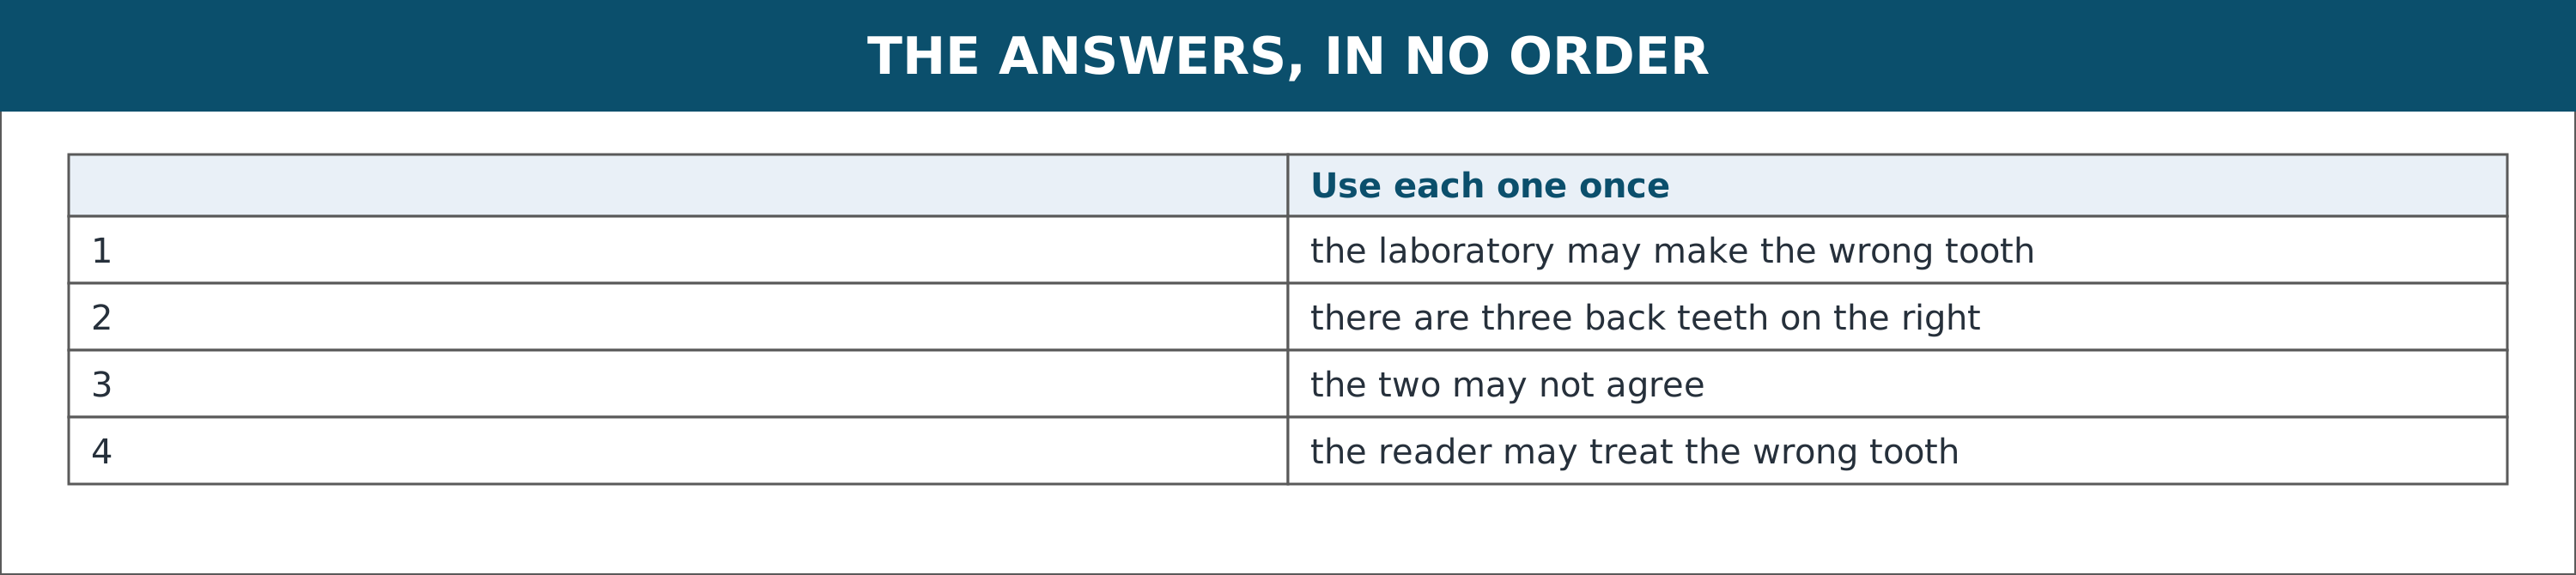 THE ANSWERS, IN NO ORDER
Use each one once
1 the laboratory may make the wrong tooth
2 there are three back teeth on the right
3 the two may not agree
4 the reader may treat the wrong tooth